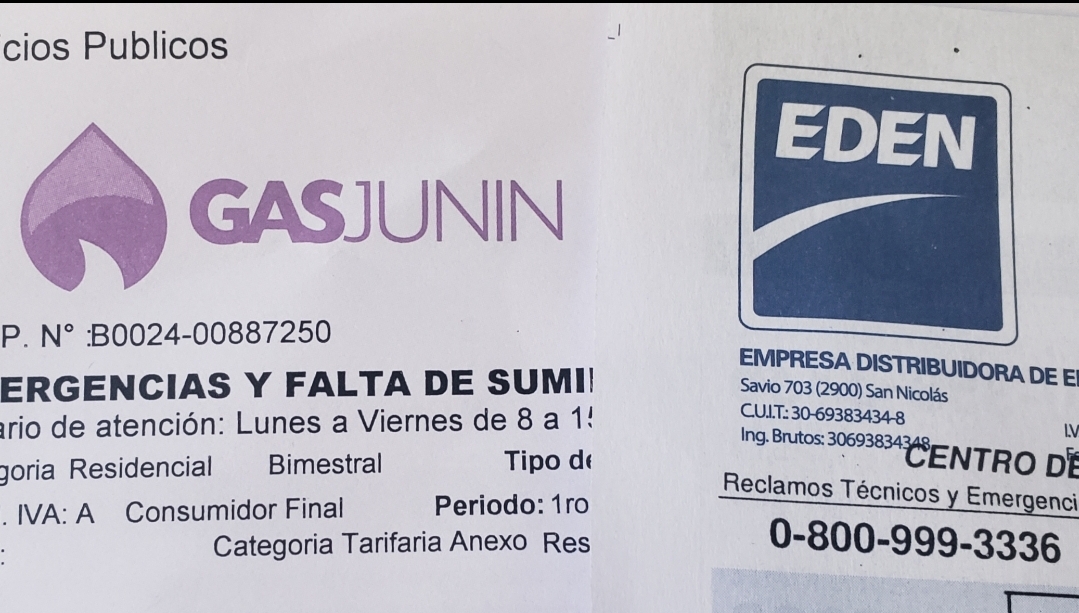 cios Publicos
GASJUNIN
P. N° :B0024-00887250
ERGENCIAS Y FALTA DE SUMI
ario de atención: Lunes a Viernes de 8 a 15
goria Residencial Bimestral Tipo de
. IVA: A Consumidor Final Periodo: 1ro
: Categoria Tarifaria Anexo Res
EDEN
EMPRESA DISTRIBUIDORA DE E
Savio 703 (2900) San Nicolás
C.U.I.T.: 30-69383434-8
I.V
Ing. Brutos: 30693834348
CENTRO DE
Reclamos Técnicos y Emergenci
0-800-999-3336